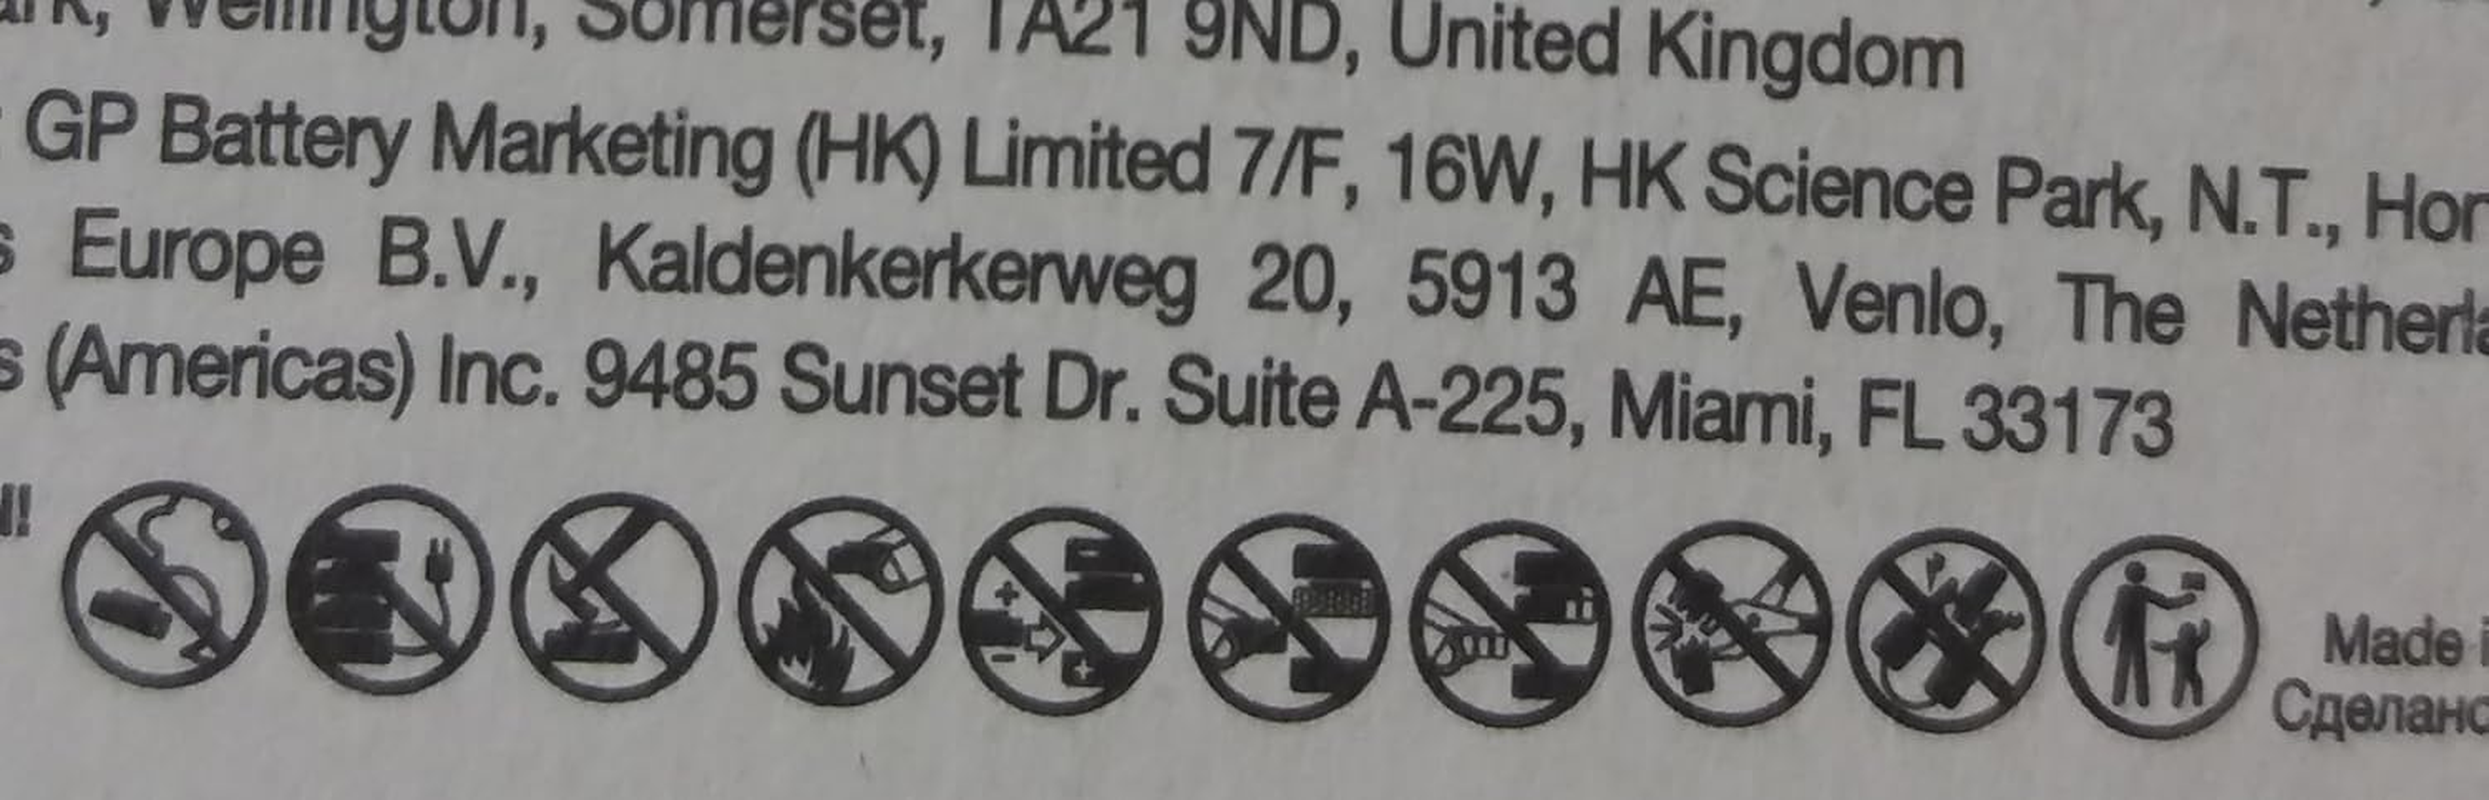 Wellington, Somerset, TA21 9ND, United Kingdom
GP Battery Marketing (HK) Limited 7/F, 16W, HK Science Park, N.T., Hon
s Europe B.V., Kaldenkerkerweg 20, 5913 AE, Venlo, The Netherla
s (Americas) Inc. 9485 Sunset Dr. Suite A-225, Miami, FL 33173
Made i
Сделано